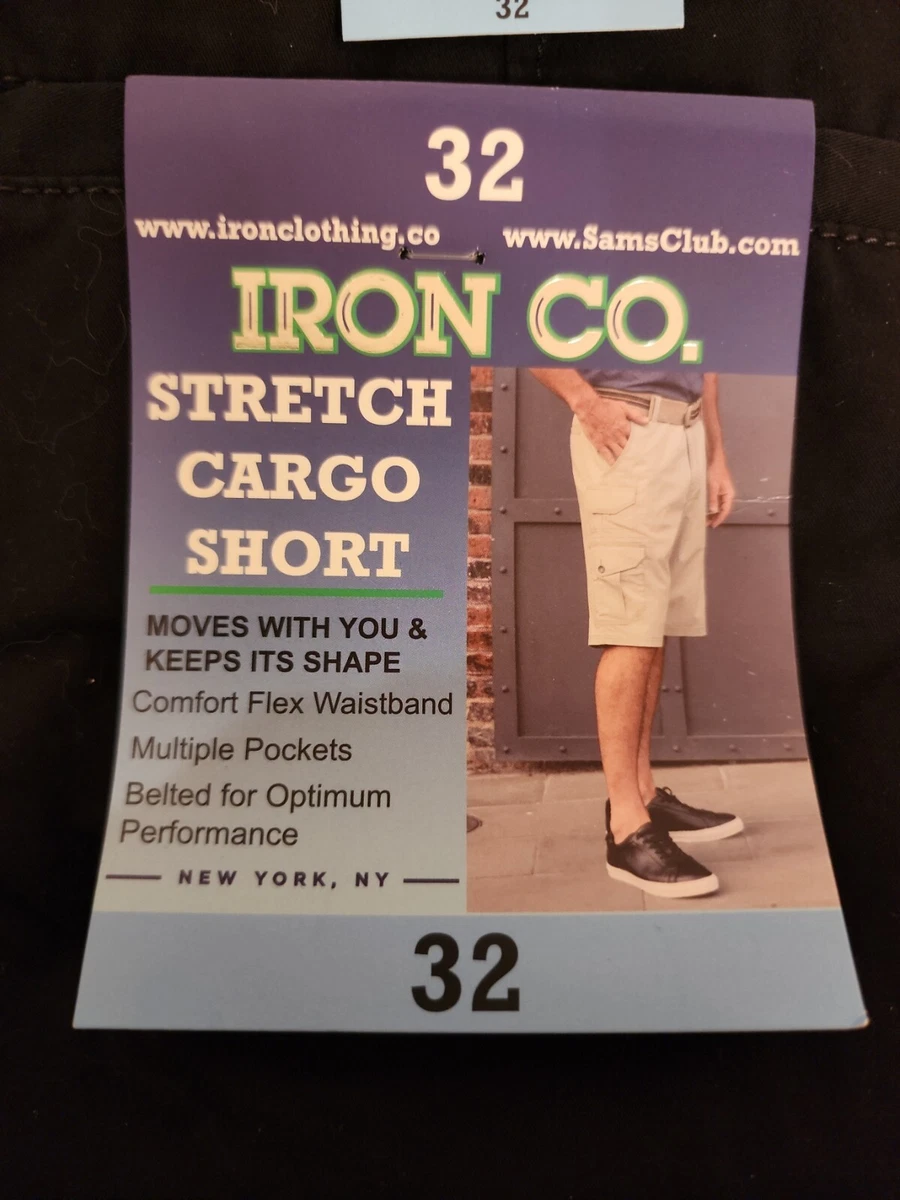 32
32
www.ironclothing.co www.SamsClub.com
IRON CO.
STRETCH
CARGO
SHORT
MOVES WITH YOU &
KEEPS ITS SHAPE
Comfort Flex Waistband
Multiple Pockets
Belted for Optimum
Performance
NEW YORK, NY
32